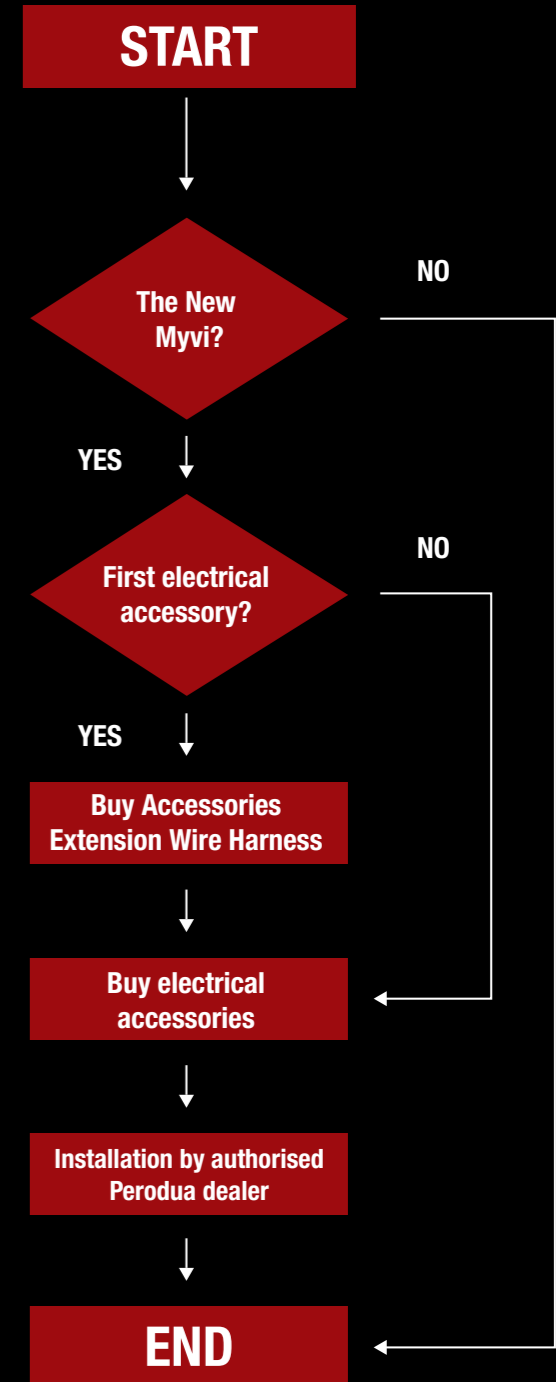 START
The New
Myvi?
NO
YES
First electrical
accessory?
NO
YES
Buy Accessories
Extension Wire Harness
Buy electrical
accessories
Installation by authorised
Perodua dealer
END